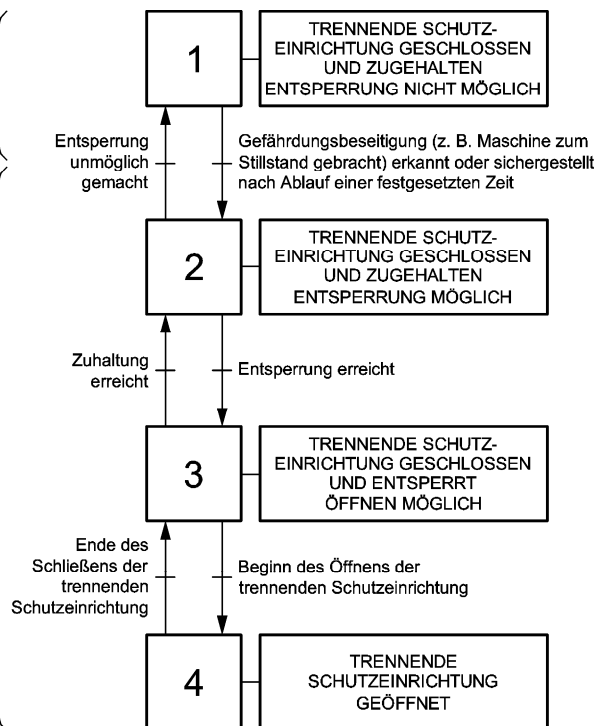 1
TRENNENDE SCHUTZ-
EINRICHTUNG GESCHLOSSEN
UND ZUGEHALTEN
ENTSPERRUNG NICHT MÖGLICH
Entsperrung
unmöglich
gemacht
Gefährdungsbeseitigung (z. B. Maschine zum
Stillstand gebracht) erkannt oder sichergestellt
nach Ablauf einer festgesetzten Zeit
2
TRENNENDE SCHUTZ-
EINRICHTUNG GESCHLOSSEN
UND ZUGEHALTEN
ENTSPERRUNG MÖGLICH
Zuhaltung
erreicht
Entsperrung erreicht
3
TRENNENDE SCHUTZ-
EINRICHTUNG GESCHLOSSEN
UND ENTSPERRT
ÖFFNEN MÖGLICH
Ende des
Schließens der
trennenden
Schutzeinrichtung
Beginn des Öffnens der
trennenden Schutzeinrichtung
4
TRENNENDE
SCHUTZEINRICHTUNG
GEÖFFNET